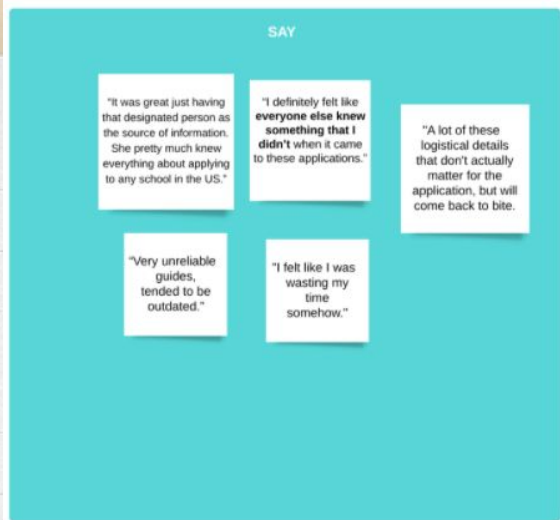 SAY
"It was great just having
that designated person as
the source of information.
She pretty much knew
everything about applying
to any school in the US."
"I definitely felt like
everyone else knew
something that I
didn't when it came
to these applications."
"A lot of these
logistical details
that don't actually
matter for the
application, but will
come back to bite.
"Very unreliable
guides,
tended to be
outdated."
"I felt like I was
wasting my
time
somehow."